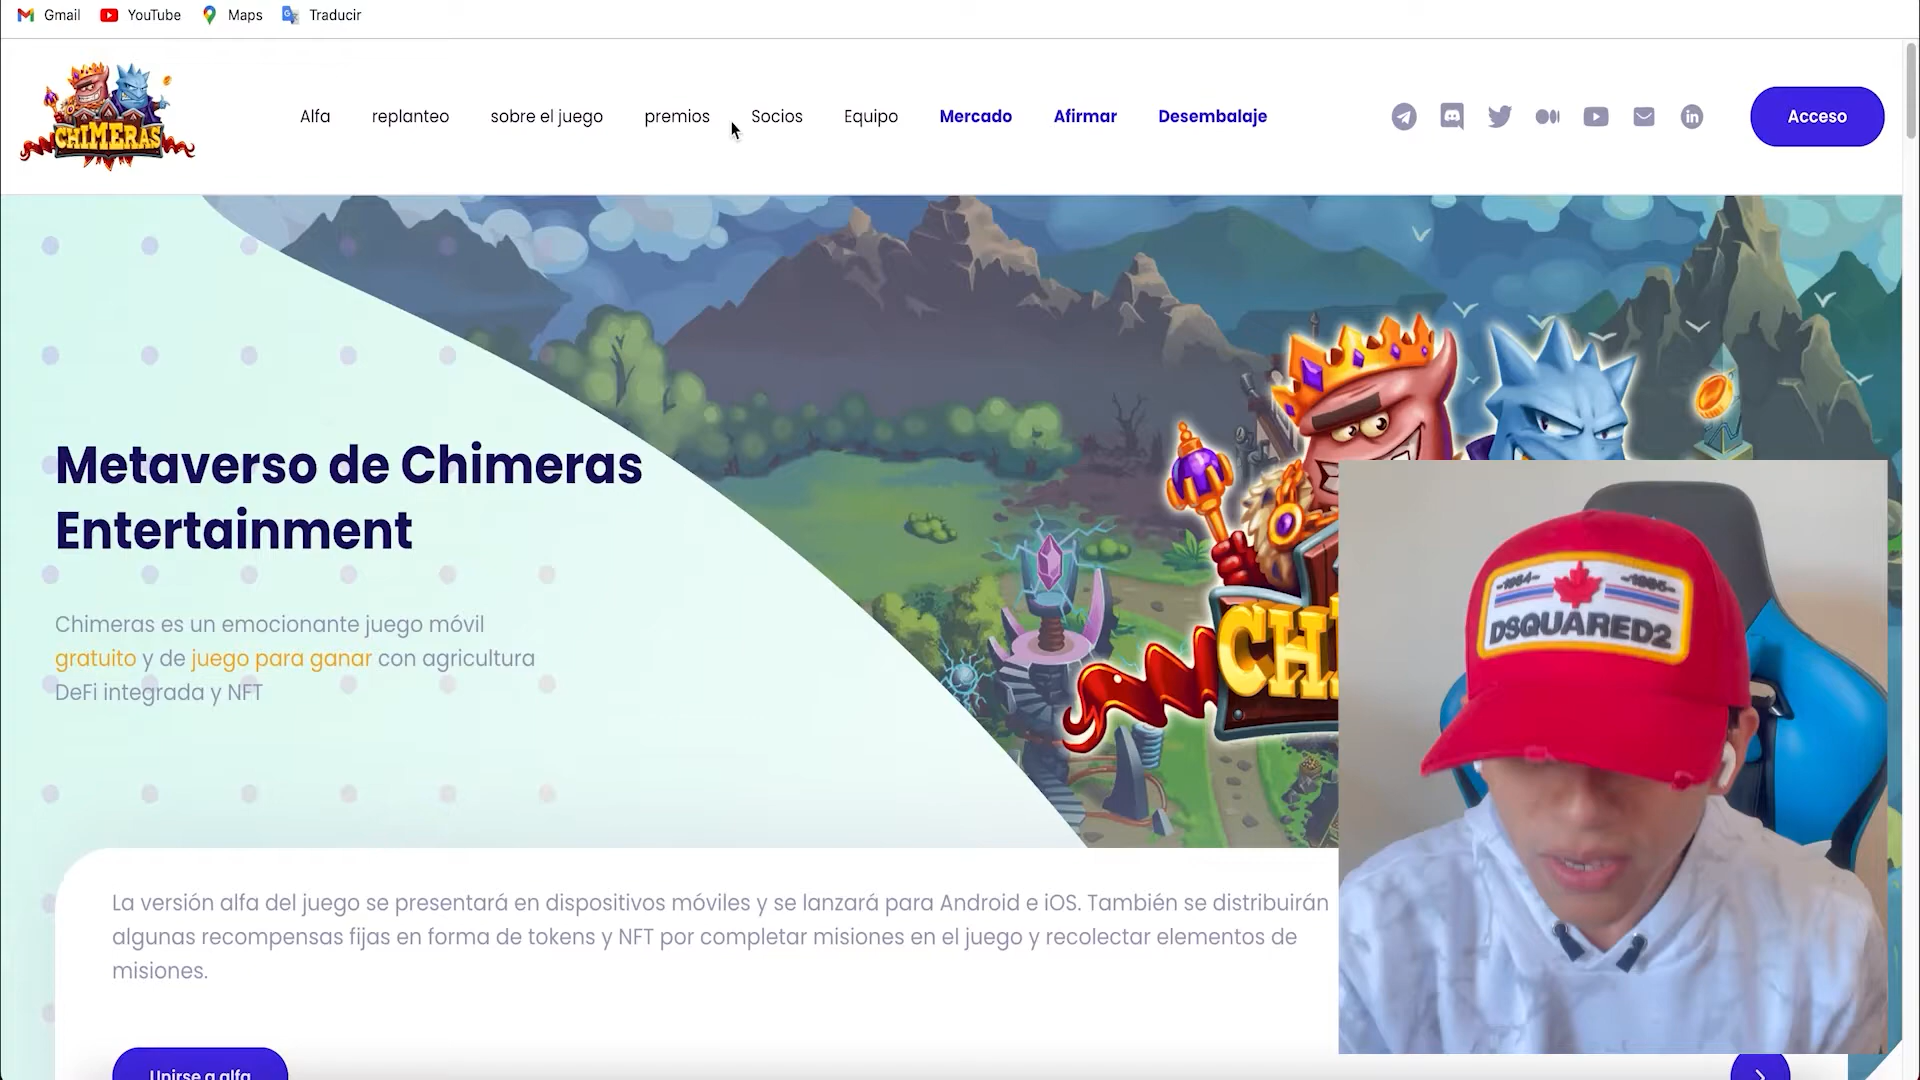 Gmail
YouTube
Maps
Traducir
CHIMERAS
Alfa
replanteo
sobre el juego
premios
Socios
Equipo
Mercado
Afirmar
Desembalaje
Acceso
Metaverso de Chimeras
Entertainment
Chimeras es un emocionante juego móvil
gratuito y de juego para ganar con agricultura
DeFi integrada y NFT
CHI
1964
1995
DSQUARED2
La versión alfa del juego se presentará en dispositivos móviles y se lanzará para Android e iOS. También se distribuirán
algunas recompensas fijas en forma de tokens y NFT por completar misiones en el juego y recolectar elementos de
misiones.
Unirse a alfa